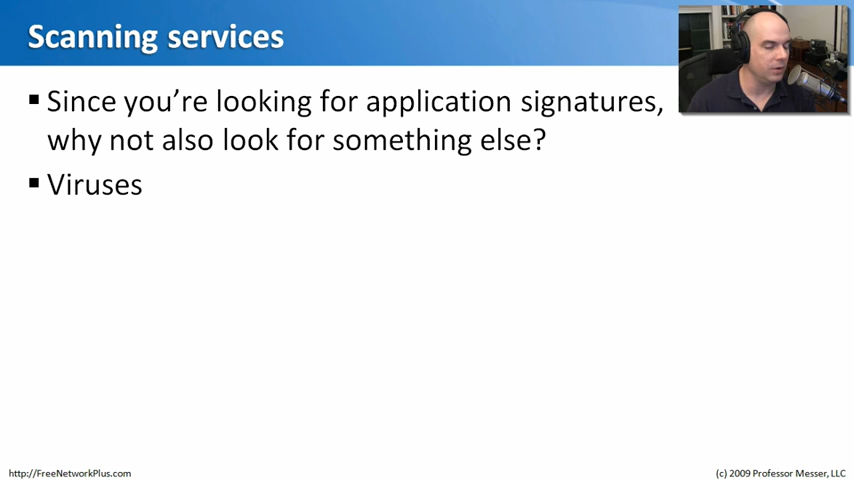 Scanning services
▪ Since you’re looking for application signatures,
why not also look for something else?
▪ Viruses
http://FreeNetworkPlus.com
(c) 2009 Professor Messer, LLC